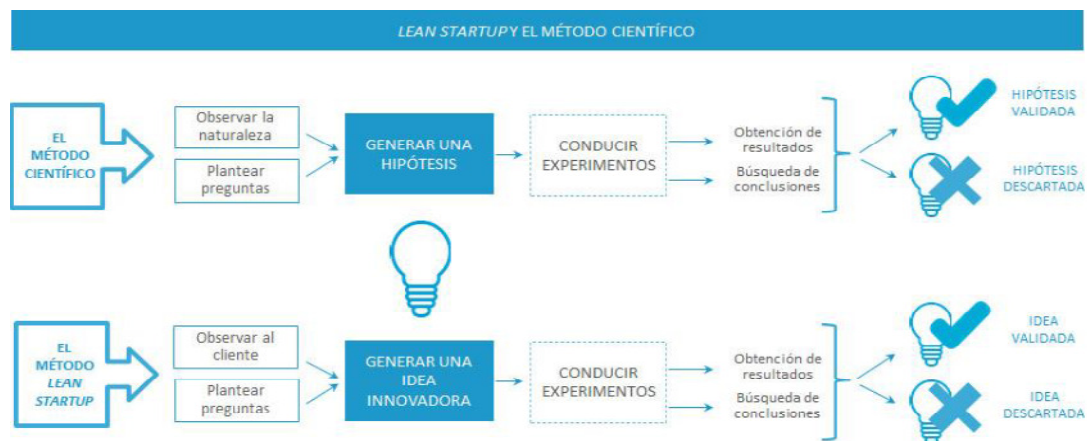 LEAN STARTUP Y EL MÉTODO CIENTÍFICO
EL
MÉTODO
CIENTÍFICO
Observar la
naturaleza
Plantear
preguntas
GENERAR UNA
HIPÓTESIS
CONDUCIR
EXPERIMENTOS
Obtención de
resultados
Búsqueda de
conclusiones
HIPÓTESIS
VALIDADA
HIPÓTESIS
DESCARTADA
EL
MÉTODO
LEAN
STARTUP
Observar al
cliente
Plantear
preguntas
GENERAR UNA
IDEA
INNOVADORA
CONDUCIR
EXPERIMENTOS
Obtención de
resultados
Búsqueda de
conclusiones
IDEA
VALIDADA
IDEA
DESCARTADA